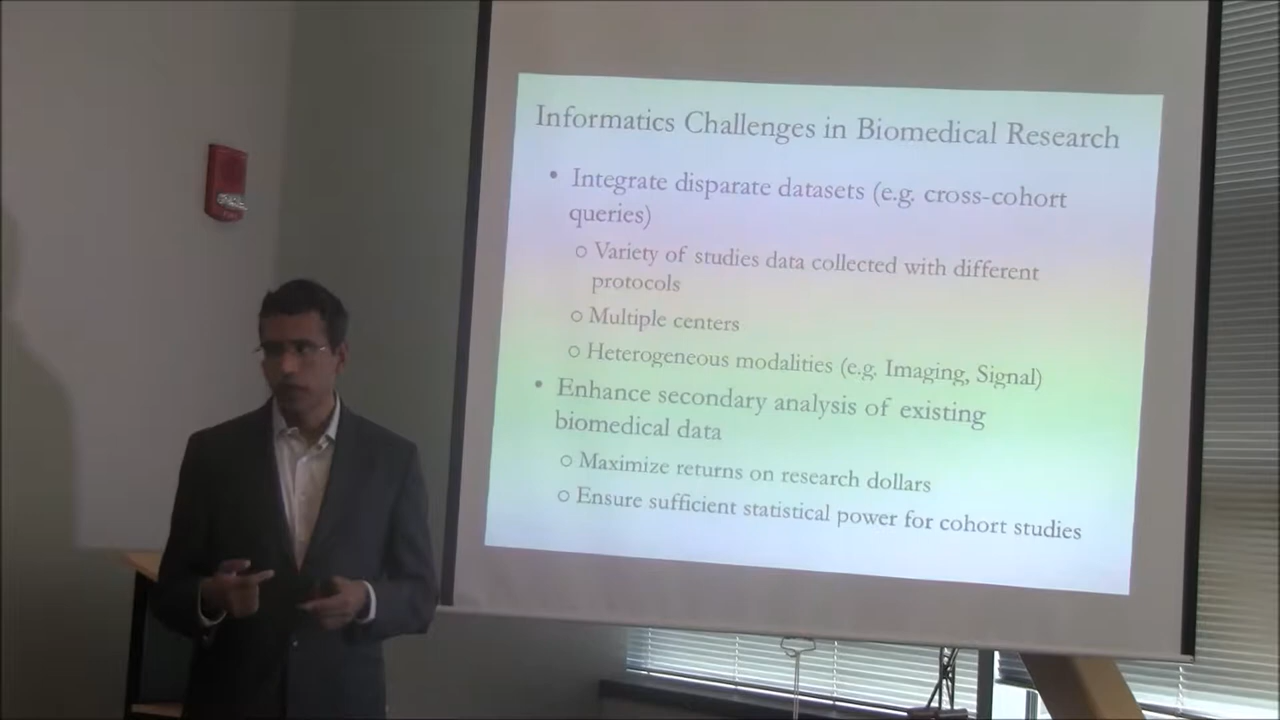 Informatics Challenges in Biomedical Research
• Integrate disparate datasets (e.g. cross-cohort
queries)
o Variety of studies data collected with different
protocols
o Multiple centers
o Heterogeneous modalities (e.g. Imaging, Signal)
• Enhance secondary analysis of existing
biomedical data
o Maximize returns on research dollars
o Ensure sufficient statistical power for cohort studies